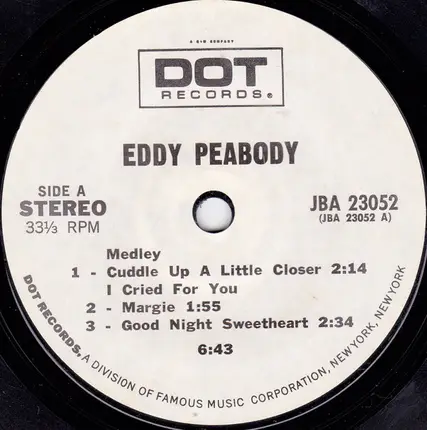 A G+W COMPANY
DOT
RECORDS®
EDDY PEABODY
SIDE A
STEREO
33⅓ RPM
JBA 23052
(JBA 23052 A)
Medley
1 - Cuddle Up A Little Closer 2:14
I Cried For You
2 - Margie 1:55
3 - Good Night Sweetheart 2:34
6:43
DOT RECORDS, A DIVISION OF FAMOUS MUSIC CORPORATION, NEW YORK, NEW YORK